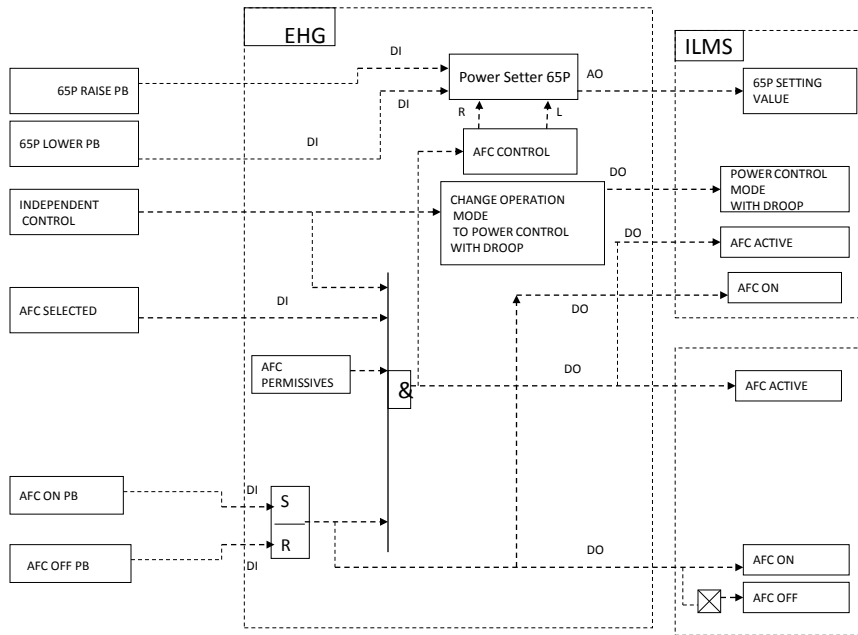 EHG
ILMS
DI
65P RAISE PB
Power Setter 65P
AO
65P SETTING
VALUE
DI
R
L
65P LOWER PB
DI
AFC CONTROL
DO
POWER CONTROL
MODE
WITH DROOP
INDEPENDENT
CONTROL
CHANGE OPERATION
MODE
TO POWER CONTROL
WITH DROOP
DO
AFC ACTIVE
AFC SELECTED
DI
AFC ON
DO
AFC
PERMISSIVES
&
DO
AFC ACTIVE
AFC ON PB
DI
S
R
AFC OFF PB
DI
DO
AFC ON
AFC OFF